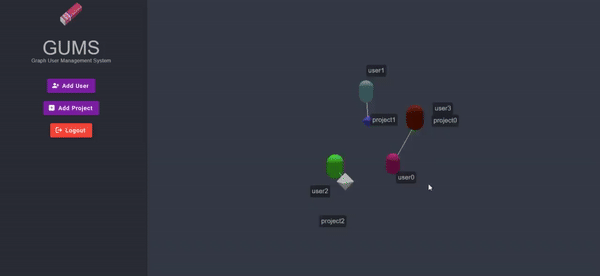 GUMS
Graph User Management System
Add User
Add Project
Logout
user1
user3
project1
project0
user0
user2
project2